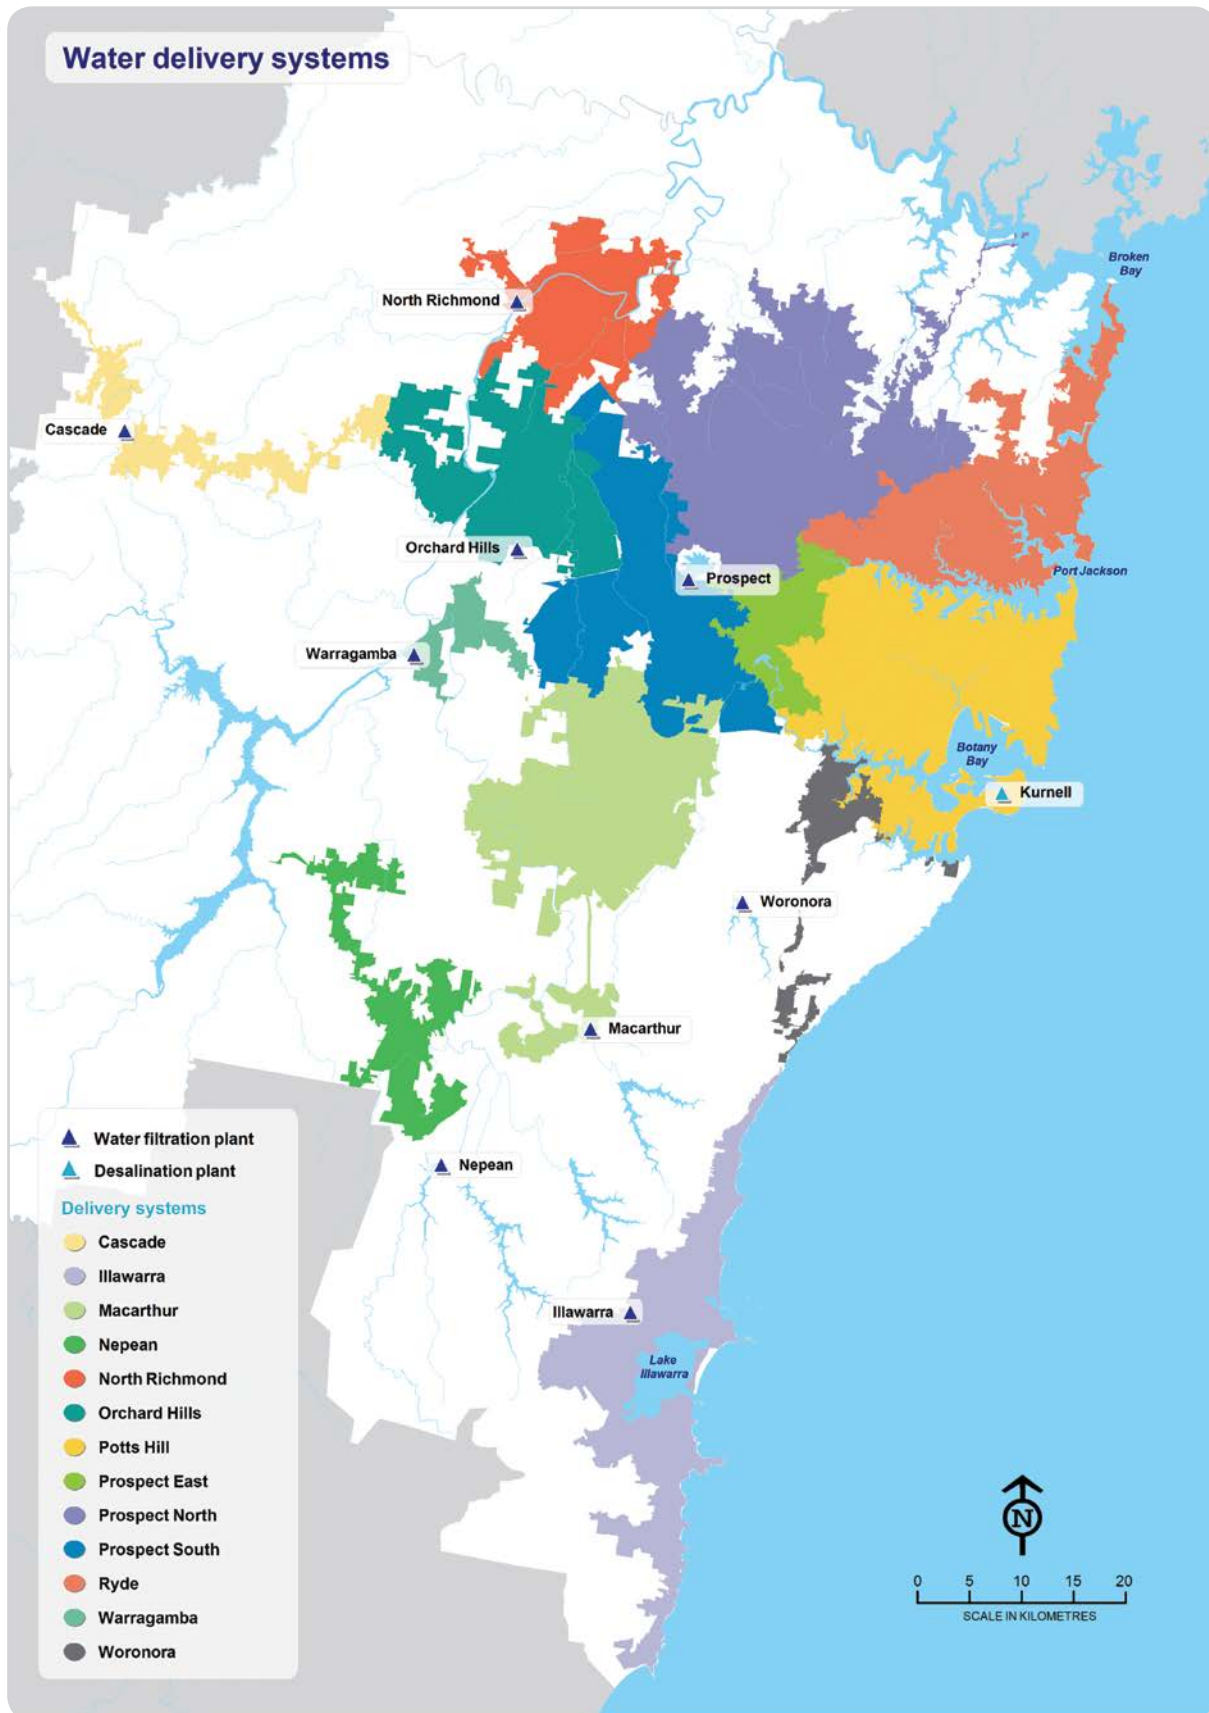 Water delivery systems
Broken
Bay
North Richmond
Cascade
Orchard Hills
Prospect
Port Jackson
Warragamba
Botany
Bay
Kurnell
Woronora
Macarthur
Nepean
Illawarra
Lake
Illawarra
Water filtration plant
Desalination plant
Delivery systems
Cascade
Illawarra
Macarthur
Nepean
North Richmond
Orchard Hills
Potts Hill
Prospect East
Prospect North
Prospect South
Ryde
Warragamba
Woronora
N
0 5 10 15 20
SCALE IN KILOMETRES